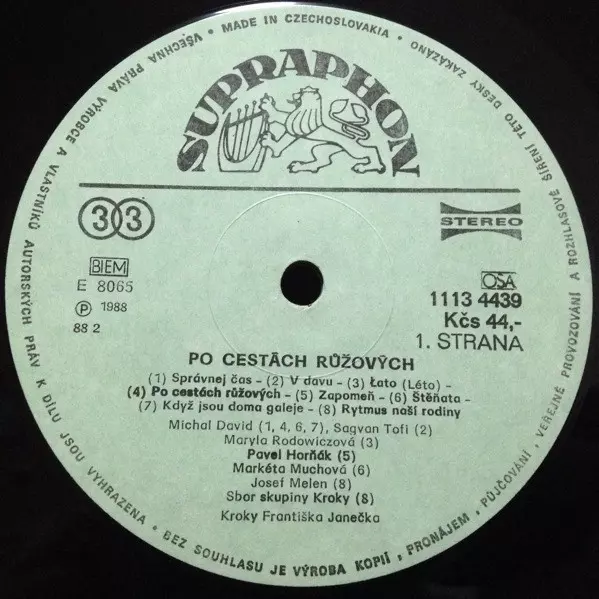 VŠECHNA PRÁVA VÝROBCE A VLASTNÍKŮ AUTORSKÝCH PRÁV K DÍLU JSOU VYHRAZENA • BEZ SOUHLASU JE VÝROBA KOPIÍ, PRONÁJEM, PŮJČOVÁNÍ, VEŘEJNÉ PROVOZOVÁNÍ A ROZHLASOVÉ ŠÍŘENÍ TÉTO DESKY ZAKÁZÁNO • MADE IN CZECHOSLOVAKIA •
SUPRAPHON
33
STEREO
BIEM
E 8065
Ⓟ 1988
88 2
OSA
1113 4439
Kčs 44,-
1. STRANA
PO CESTÁCH RŮŽOVÝCH
(1) Správnej čas – (2) V davu – (3) Łato (Léto) –
(4) Po cestách růžových – (5) Zapomeň – (6) Štěňata –
(7) Když jsou doma galeje – (8) Rytmus naší rodiny
Michal David (1, 4, 6, 7), Sagvan Tofi (2)
Maryla Rodowiczová (3)
Pavel Horňák (5)
Markéta Muchová (6)
Josef Melen (8)
Sbor skupiny Kroky (8)
Kroky Františka Janečka